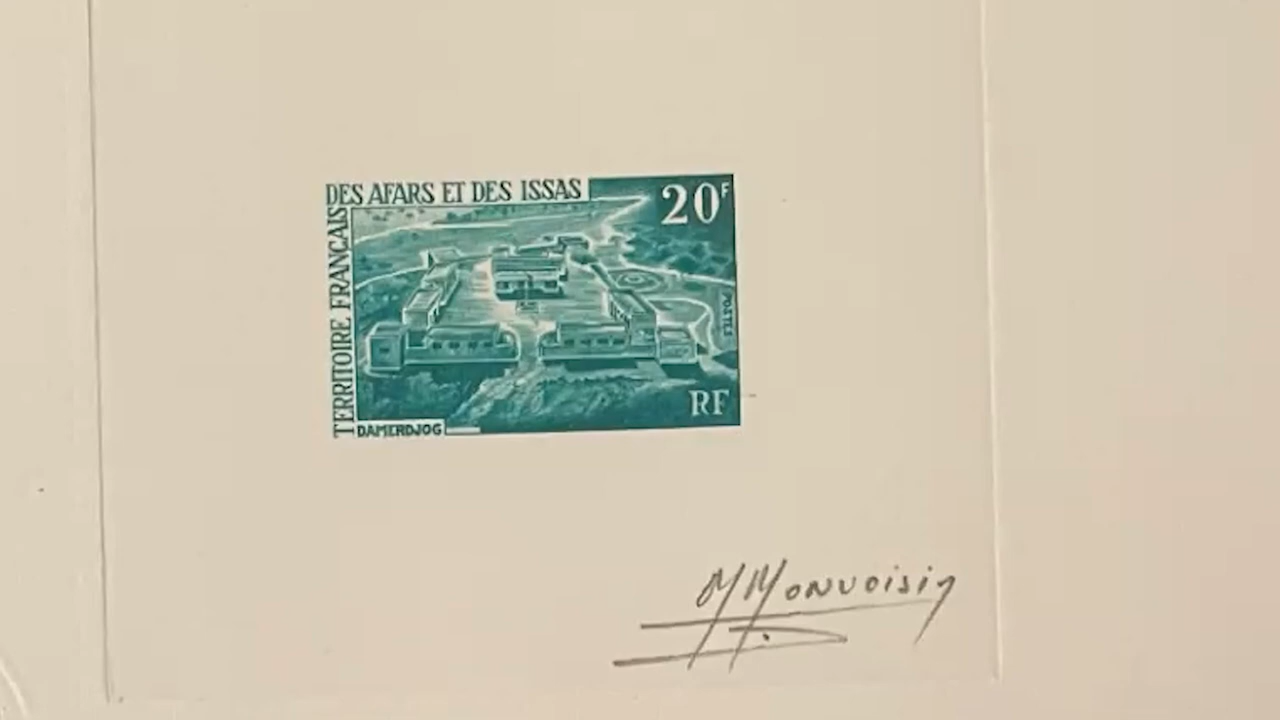 DES AFARS ET DES ISSAS
20F
TERRITOIRE FRANÇAIS
POSTES
RF
DAMERDJOG
M Monvoisin